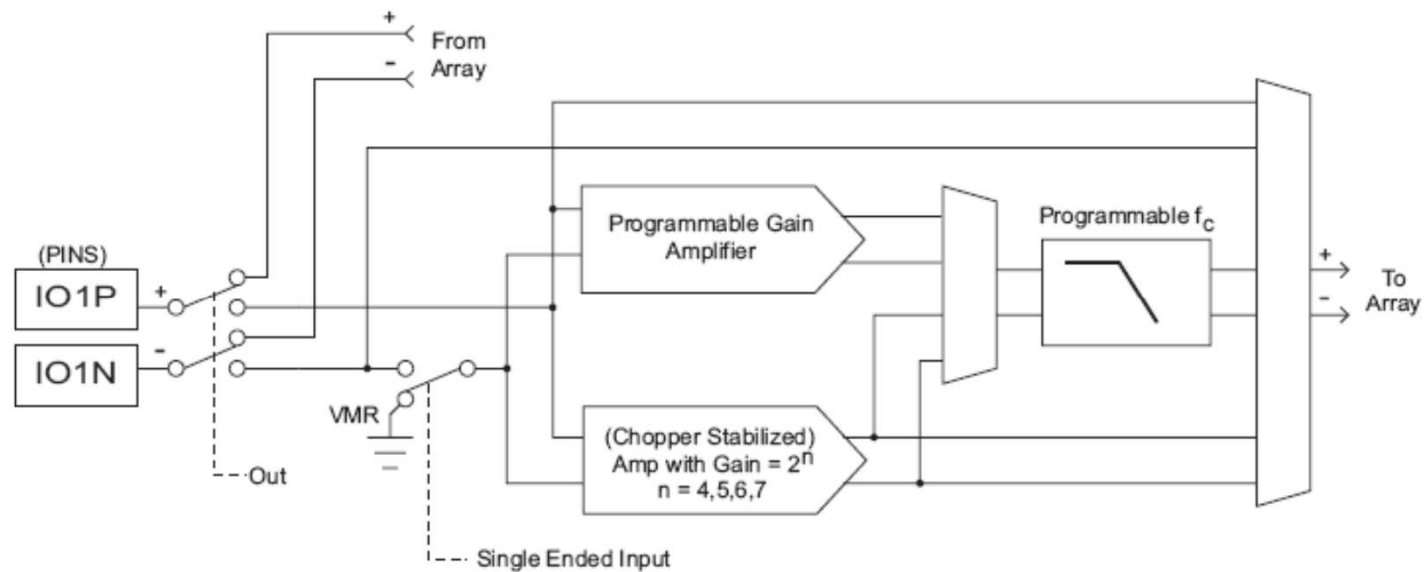 +
From
-
Array
Programmable Gain
Amplifier
Programmable fc
(PINS)
IO1P
+
+
To
-
Array
IO1N
-
VMR
(Chopper Stabilized)
Amp with Gain = 2^n
n = 4,5,6,7
Out
Single Ended Input